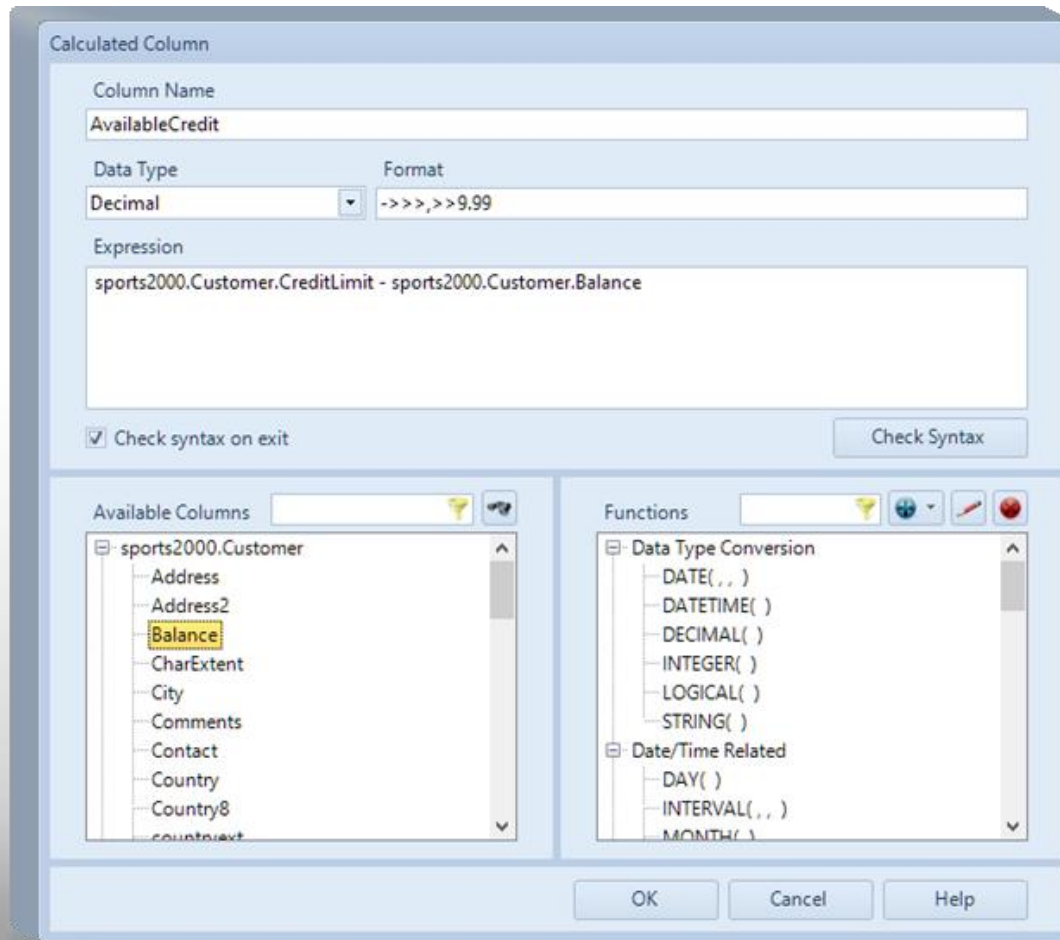 Calculated Column
Column Name
AvailableCredit
Data Type Format
Decimal ->>>,>>9.99
Expression
sports2000.Customer.CreditLimit - sports2000.Customer.Balance
Check syntax on exit Check Syntax
Available Columns
sports2000.Customer
Address
Address2
Balance
CharExtent
City
Comments
Contact
Country
Country8
countryext
Functions
Data Type Conversion
DATE( , , )
DATETIME( )
DECIMAL( )
INTEGER( )
LOGICAL( )
STRING( )
Date/Time Related
DAY( )
INTERVAL( , , )
MONTH( )
OK Cancel Help